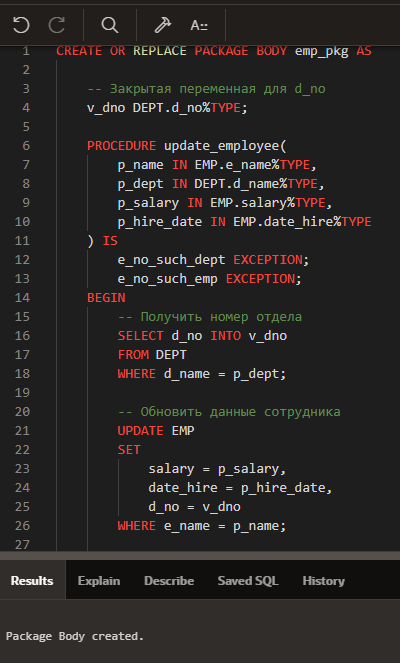 A::
1 CREATE OR REPLACE PACKAGE BODY emp_pkg AS
2
3 -- Закрытая переменная для d_no
4 v_dno DEPT.d_no%TYPE;
5
6 PROCEDURE update_employee(
7 p_name IN EMP.e_name%TYPE,
8 p_dept IN DEPT.d_name%TYPE,
9 p_salary IN EMP.salary%TYPE,
10 p_hire_date IN EMP.date_hire%TYPE
11 ) IS
12 e_no_such_dept EXCEPTION;
13 e_no_such_emp EXCEPTION;
14 BEGIN
15 -- Получить номер отдела
16 SELECT d_no INTO v_dno
17 FROM DEPT
18 WHERE d_name = p_dept;
19
20 -- Обновить данные сотрудника
21 UPDATE EMP
22 SET
23 salary = p_salary,
24 date_hire = p_hire_date,
25 d_no = v_dno
26 WHERE e_name = p_name;
27
Results Explain Describe Saved SQL History
Package Body created.